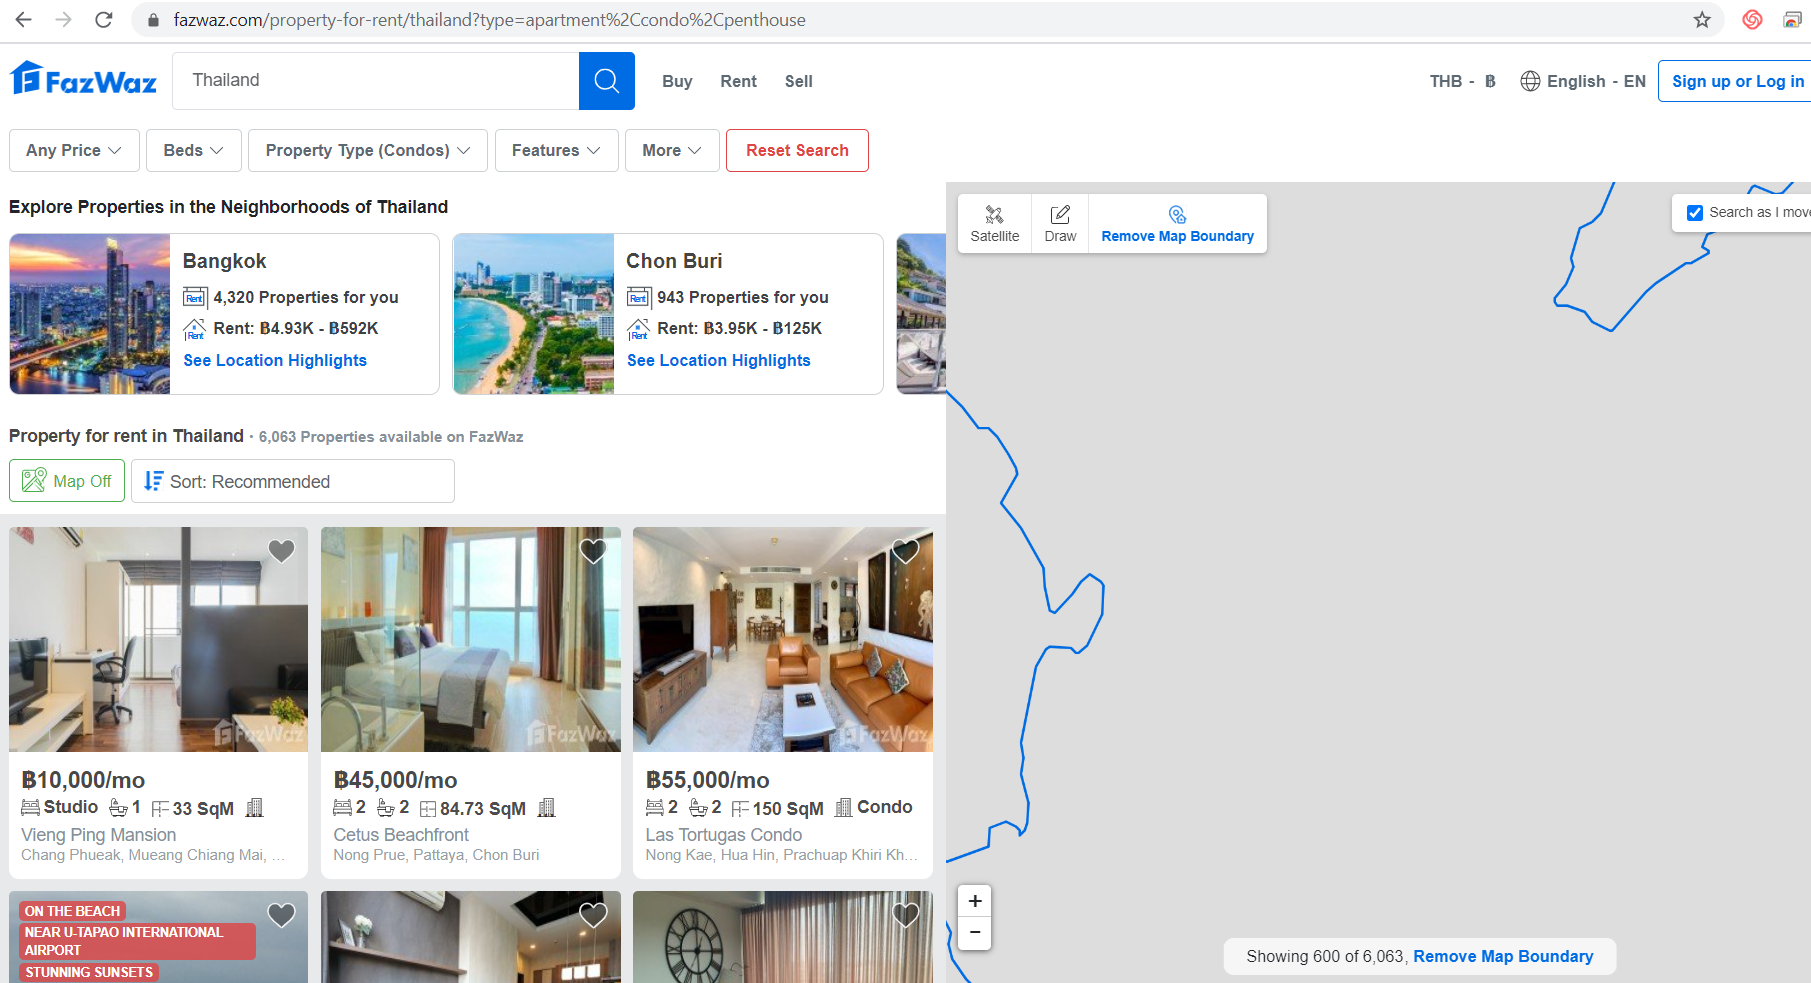 fazwaz.com/property-for-rent/thailand?type=apartment%2Ccondo%2Cpenthouse
FazWaz
Thailand
Buy Rent Sell
THB - ฿ English - EN Sign up or Log in
Any Price Beds Property Type (Condos) Features More Reset Search
Explore Properties in the Neighborhoods of Thailand
Bangkok
Rent 4,320 Properties for you
Rent Rent: ฿4.93K - ฿592K
See Location Highlights
Chon Buri
Rent 943 Properties for you
Rent Rent: ฿3.95K - ฿125K
See Location Highlights
Satellite Draw Remove Map Boundary
Search as I move
Property for rent in Thailand · 6,063 Properties available on FazWaz
Map Off Sort: Recommended
FazWaz
฿10,000/mo
Studio 1 33 SqM
Vieng Ping Mansion
Chang Phueak, Mueang Chiang Mai, ...
FazWaz
฿45,000/mo
2 2 84.73 SqM
Cetus Beachfront
Nong Prue, Pattaya, Chon Buri
FazWaz
฿55,000/mo
2 2 150 SqM Condo
Las Tortugas Condo
Nong Kae, Hua Hin, Prachuap Khiri Kh...
ON THE BEACH
NEAR U-TAPAO INTERNATIONAL
AIRPORT
STUNNING SUNSETS
+
−
Showing 600 of 6,063, Remove Map Boundary